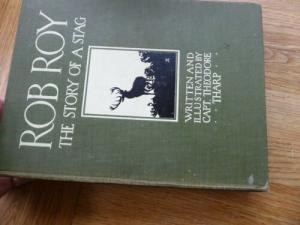 ROB ROY
THE STORY OF A STAG
WRITTEN AND
ILLUSTRATED BY
CAPT. THEODORE
. . THARP . .